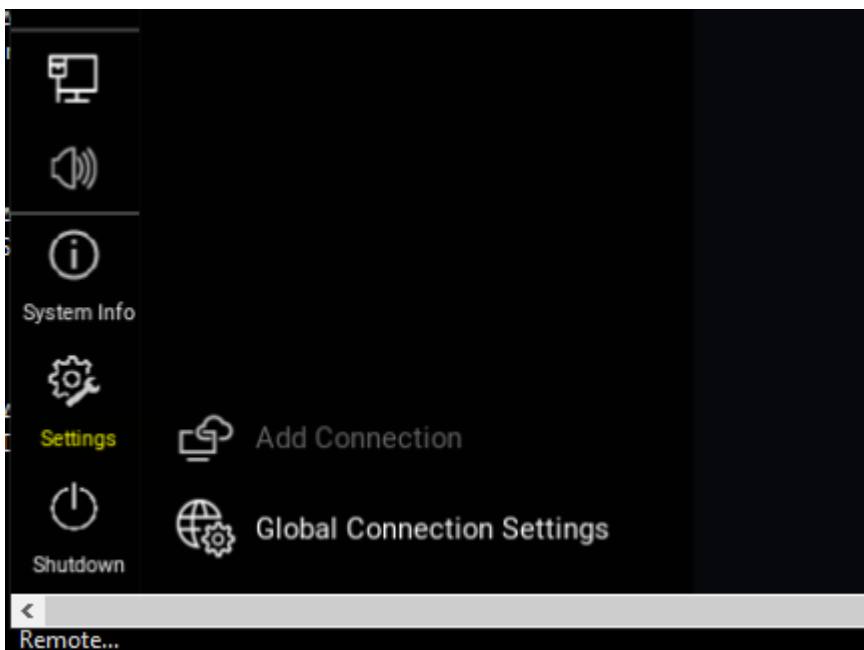 System Info
Settings
Add Connection
Global Connection Settings
Shutdown
Remote...